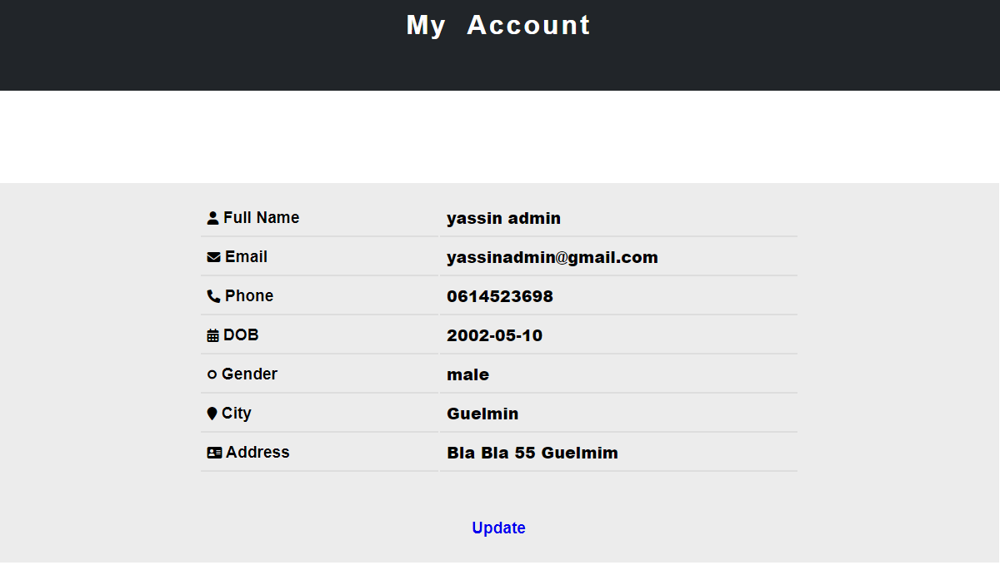 My Account
Full Name yassin admin
Email yassinadmin@gmail.com
Phone 0614523698
DOB 2002-05-10
Gender male
City Guelmin
Address Bla Bla 55 Guelmim
Update